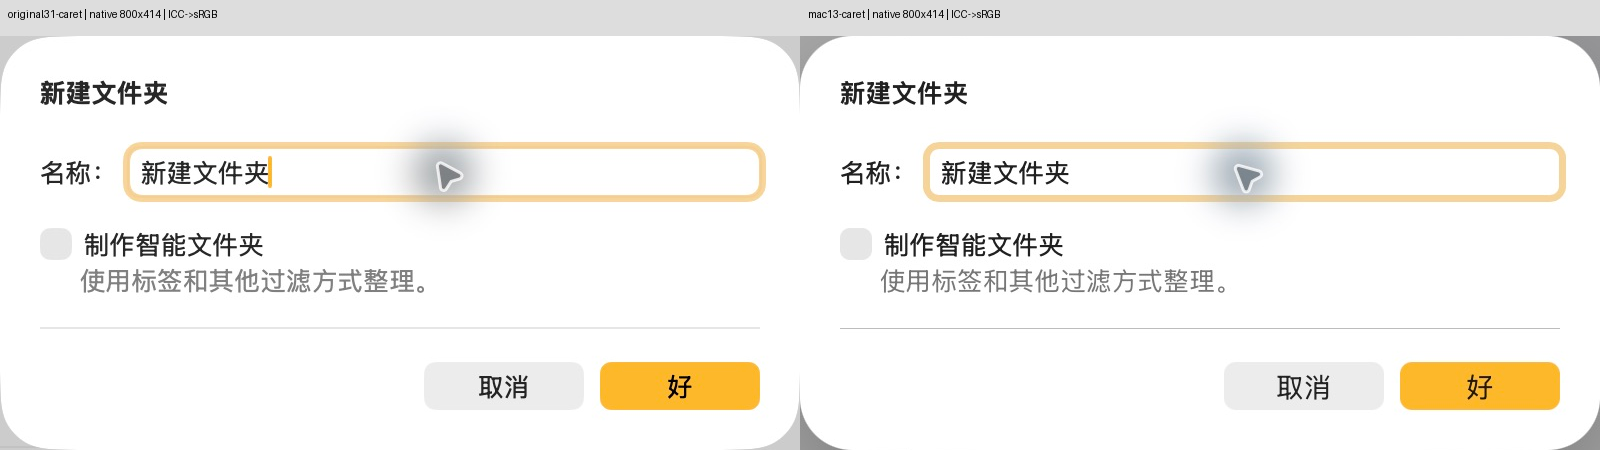 original31-caret | native 800x414 | ICC->sRGB
新建文件夹
名称：新建文件夹
制作智能文件夹
使用标签和其他过滤方式整理。
取消 好
mac13-caret | native 800x414 | ICC->sRGB
新建文件夹
名称：新建文件夹
制作智能文件夹
使用标签和其他过滤方式整理。
取消 好